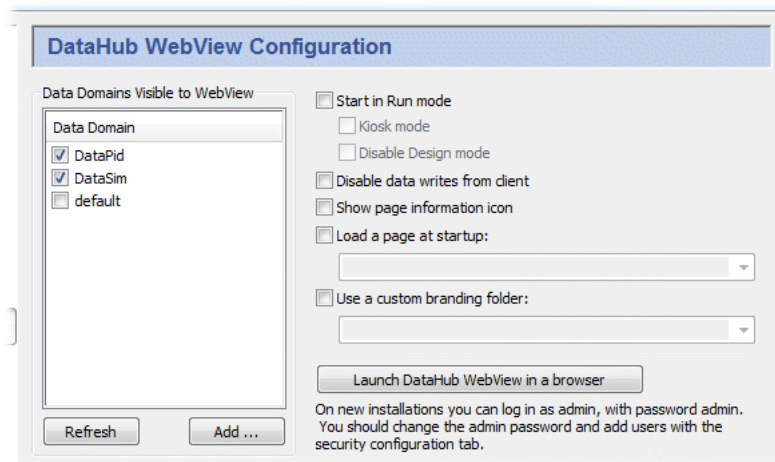 DataHub WebView Configuration
Data Domains Visible to WebView
Data Domain
DataPid
DataSim
default
Refresh
Add ...
Start in Run mode
Kiosk mode
Disable Design mode
Disable data writes from client
Show page information icon
Load a page at startup:
Use a custom branding folder:
Launch DataHub WebView in a browser
On new installations you can log in as admin, with password admin.
You should change the admin password and add users with the
security configuration tab.